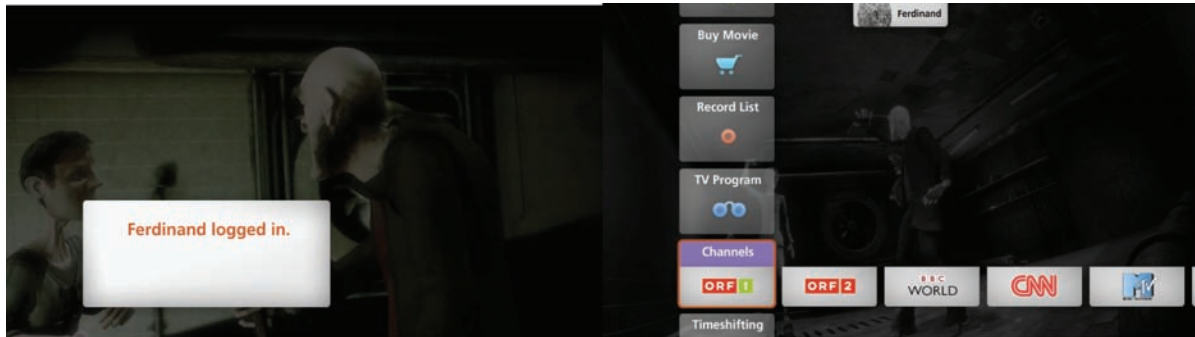 Ferdinand logged in.
Ferdinand
Buy Movie
Record List
TV Program
Channels
ORF 1
ORF 2
BBC
WORLD
CNN
MTV
Timeshifting